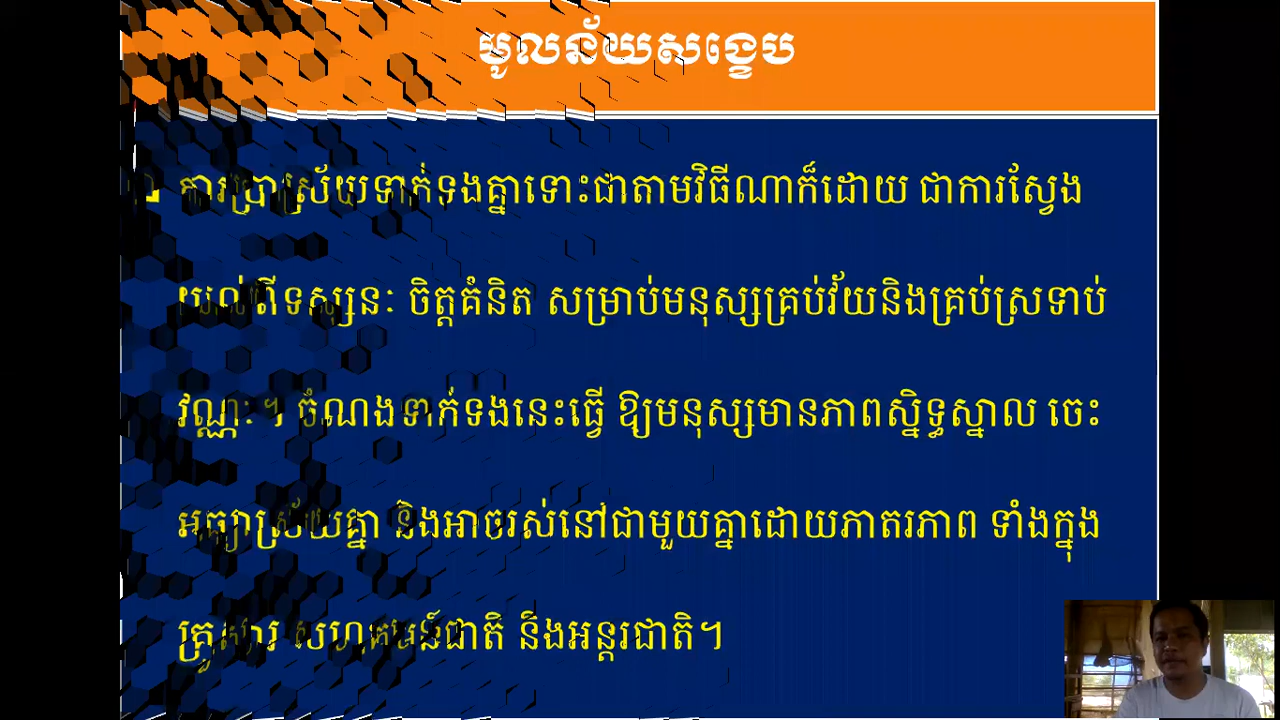 មូលន័យសង្ខេប
ការប្រាស្រ័យទាក់ទងគ្នាទោះជាតាមវិធីណាក៏ដោយ ជាការស្វែង
យល់ពីទស្សនៈ ចិត្តគំនិត សម្រាប់មនុស្សគ្រប់វ័យនិងគ្រប់ស្រទាប់
វណ្ណៈ ។ ចំណងទាក់ទងនេះធ្វើ ឱ្យមនុស្សមានភាពស្និទ្ធស្នាល ចេះ
អធ្យាស្រ័យគ្នា និងអាចរស់នៅជាមួយគ្នាដោយភាតរភាព ទាំងក្នុង
គ្រួសារ សហគមន៍ជាតិ និងអន្តរជាតិ។